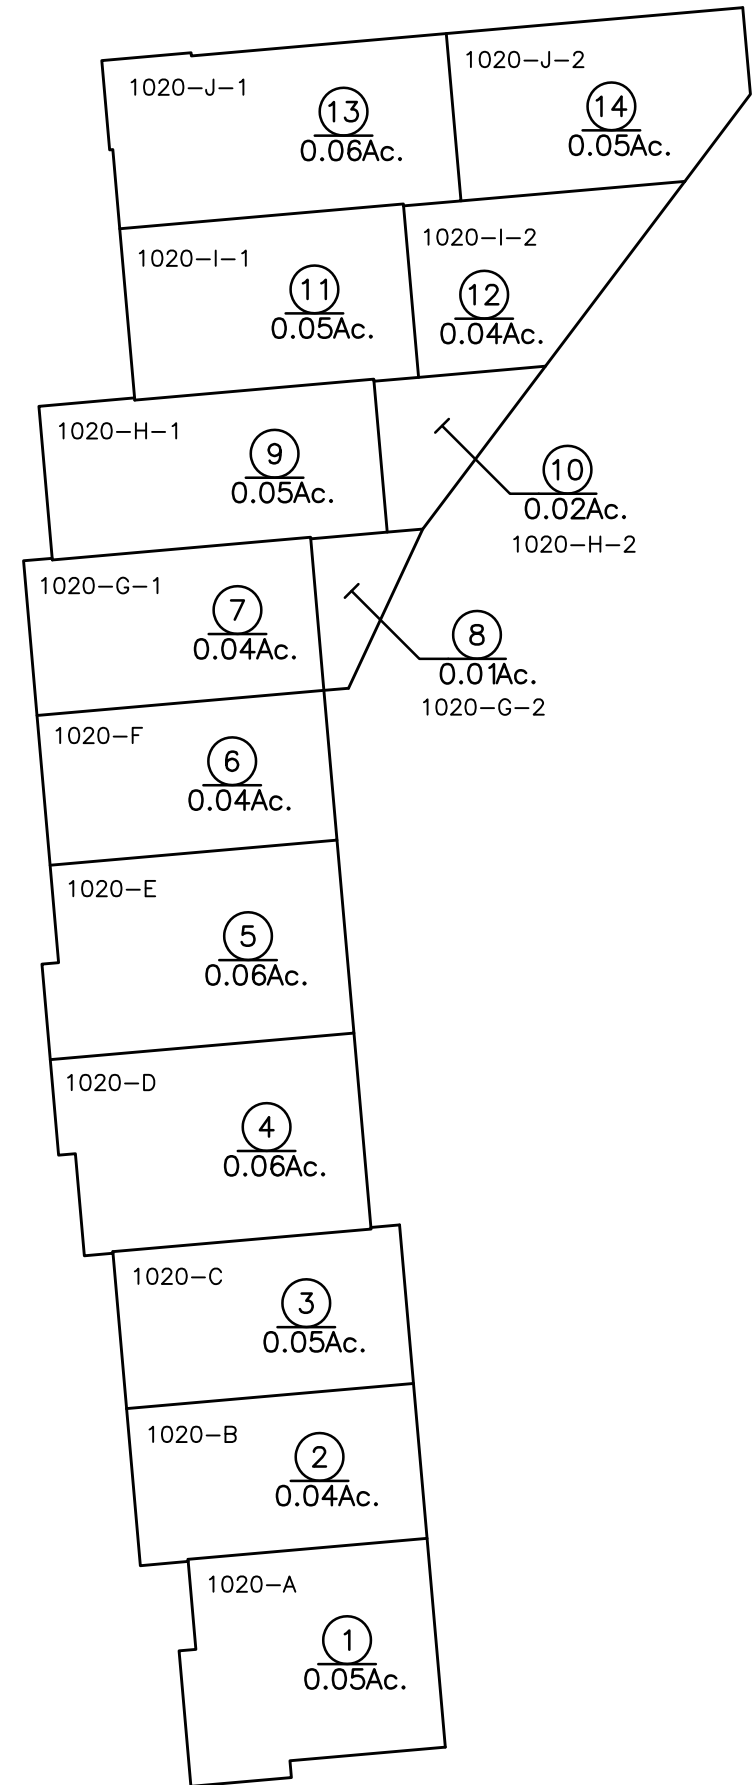 1020-J-1
13
0.06Ac.
1020-J-2
14
0.05Ac.
1020-I-1
11
0.05Ac.
1020-I-2
12
0.04Ac.
1020-H-1
9
0.05Ac.
10
0.02Ac.
1020-H-2
1020-G-1
7
0.04Ac.
8
0.01Ac.
1020-G-2
1020-F
6
0.04Ac.
1020-E
5
0.06Ac.
1020-D
4
0.06Ac.
1020-C
3
0.05Ac.
1020-B
2
0.04Ac.
1020-A
1
0.05Ac.